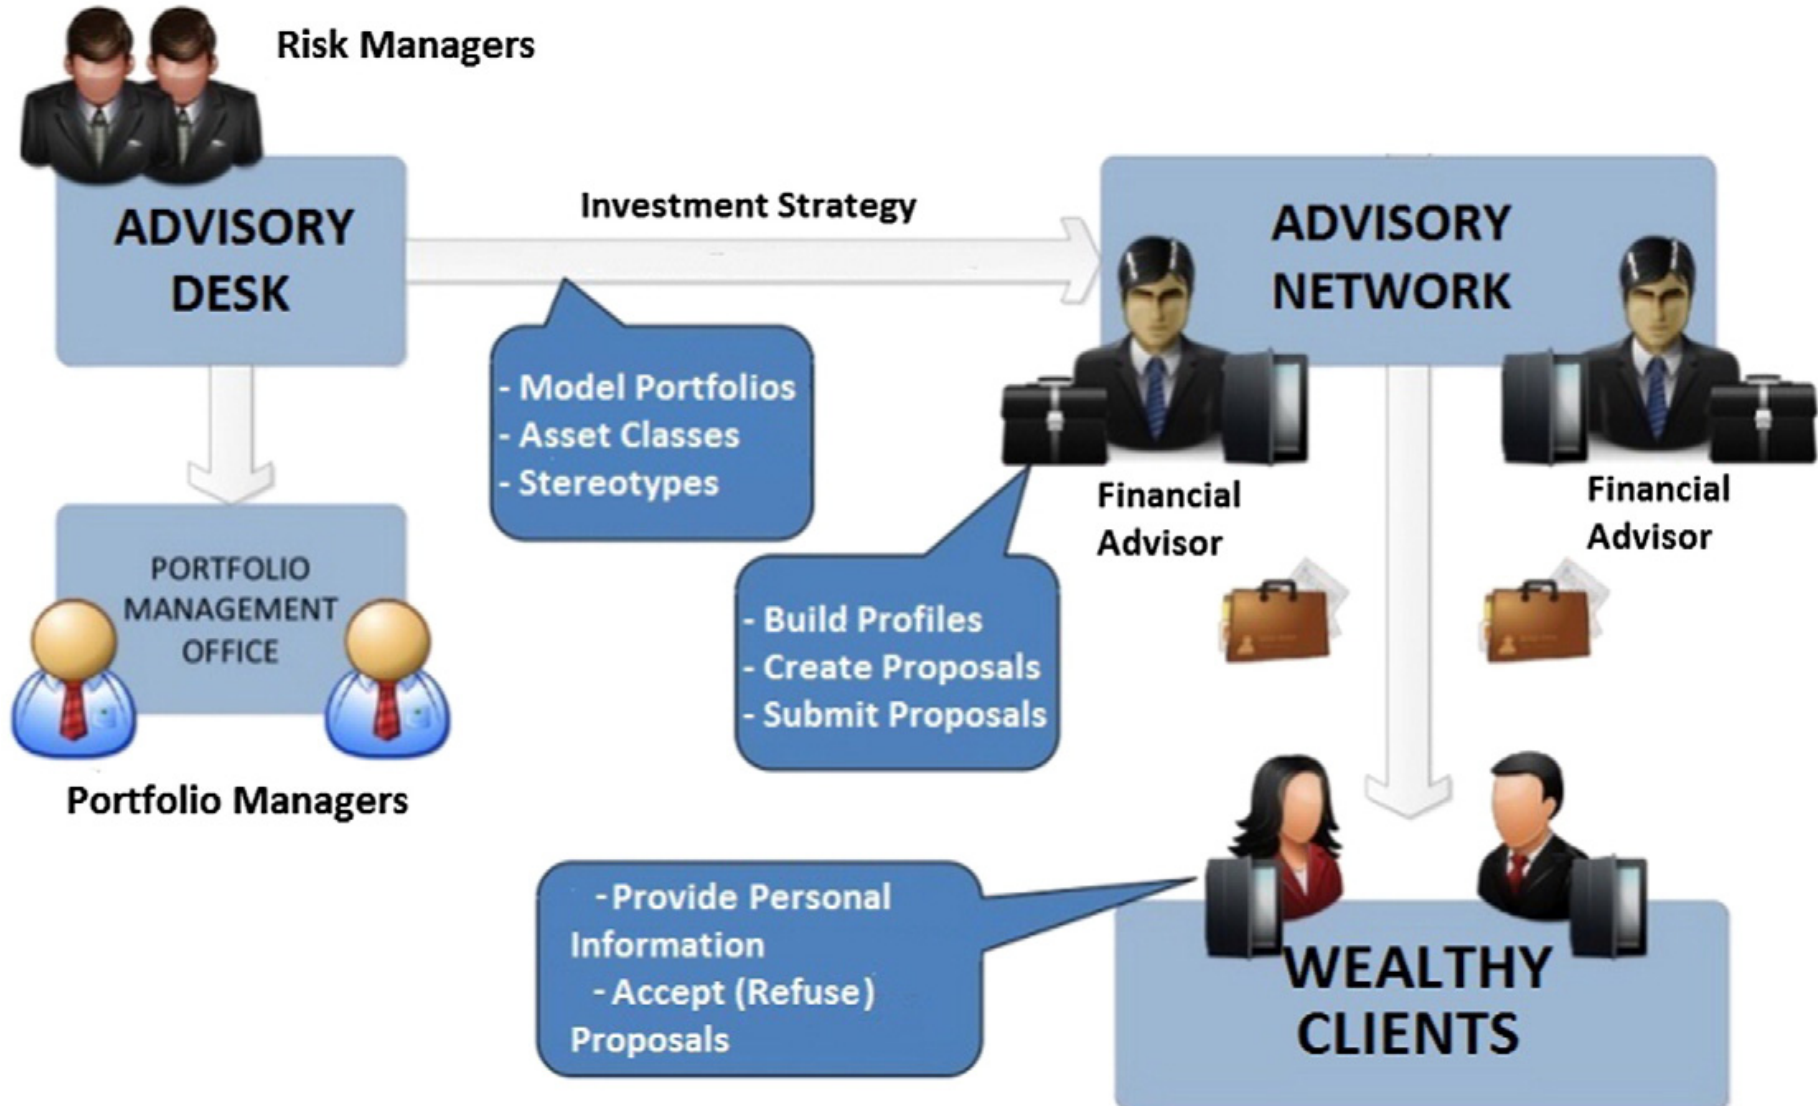 Risk Managers
ADVISORY
DESK
Investment Strategy
ADVISORY
NETWORK
- Model Portfolios
- Asset Classes
- Stereotypes
Financial
Advisor
Financial
Advisor
PORTFOLIO
MANAGEMENT
OFFICE
- Build Profiles
- Create Proposals
- Submit Proposals
Portfolio Managers
- Provide Personal
Information
- Accept (Refuse)
Proposals
WEALTHY
CLIENTS